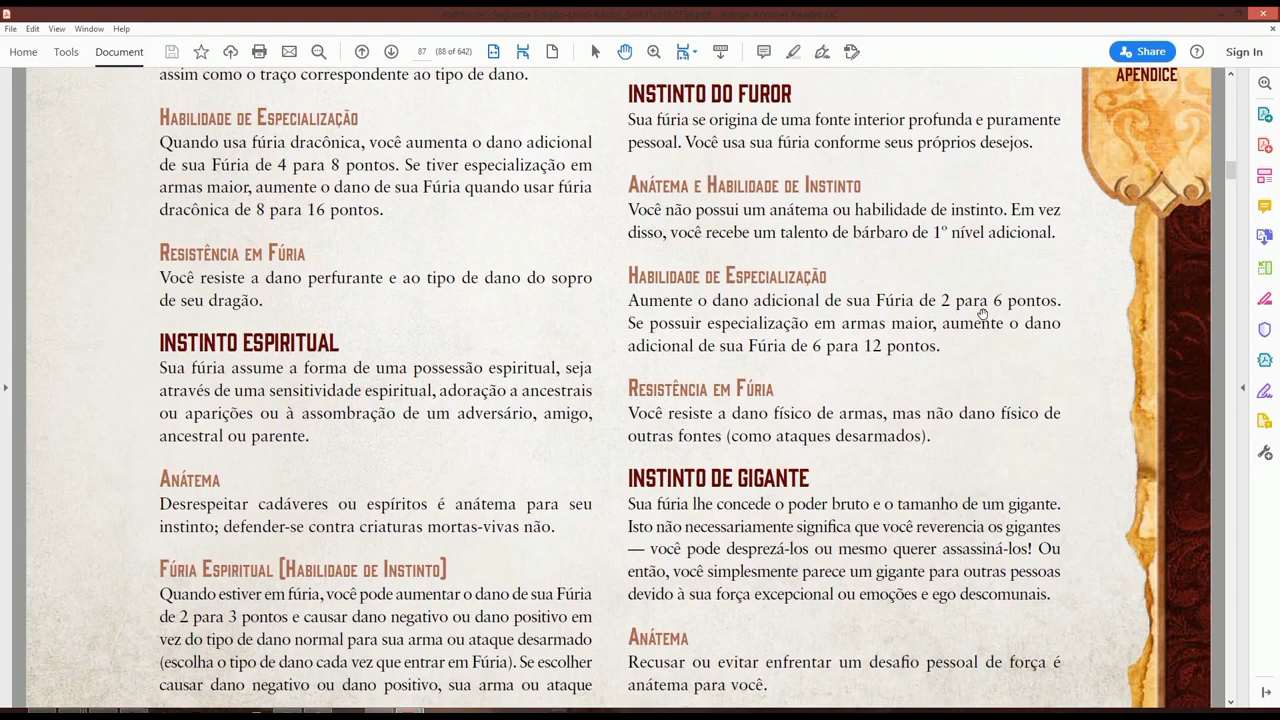 File Edit View Window Help
Home Tools Document 87 (88 of 642) Share Sign In
assim como o traço correspondente ao tipo de dano.
Habilidade de Especialização
Quando usa fúria dracônica, você aumenta o dano adicional
de sua Fúria de 4 para 8 pontos. Se tiver especialização em
armas maior, aumente o dano de sua Fúria quando usar fúria
dracônica de 8 para 16 pontos.
Resistência em Fúria
Você resiste a dano perfurante e ao tipo de dano do sopro
de seu dragão.
INSTINTO ESPIRITUAL
Sua fúria assume a forma de uma possessão espiritual, seja
através de uma sensitividade espiritual, adoração a ancestrais
ou aparições ou à assombração de um adversário, amigo,
ancestral ou parente.
Anátema
Desrespeitar cadáveres ou espíritos é anátema para seu
instinto; defender-se contra criaturas mortas-vivas não.
Fúria Espiritual (Habilidade de Instinto)
Quando estiver em fúria, você pode aumentar o dano de sua Fúria
de 2 para 3 pontos e causar dano negativo ou dano positivo em
vez do tipo de dano normal para sua arma ou ataque desarmado
(escolha o tipo de dano cada vez que entrar em Fúria). Se escolher
causar dano negativo ou dano positivo, sua arma ou ataque
INSTINTO DO FUROR
Sua fúria se origina de uma fonte interior profunda e puramente
pessoal. Você usa sua fúria conforme seus próprios desejos.
Anátema e Habilidade de Instinto
Você não possui um anátema ou habilidade de instinto. Em vez
disso, você recebe um talento de bárbaro de 1º nível adicional.
Habilidade de Especialização
Aumente o dano adicional de sua Fúria de 2 para 6 pontos.
Se possuir especialização em armas maior, aumente o dano
adicional de sua Fúria de 6 para 12 pontos.
Resistência em Fúria
Você resiste a dano físico de armas, mas não dano físico de
outras fontes (como ataques desarmados).
INSTINTO DE GIGANTE
Sua fúria lhe concede o poder bruto e o tamanho de um gigante.
Isto não necessariamente significa que você reverencia os gigantes
— você pode desprezá-los ou mesmo querer assassiná-los! Ou
então, você simplesmente parece um gigante para outras pessoas
devido à sua força excepcional ou emoções e ego descomunais.
Anátema
Recusar ou evitar enfrentar um desafio pessoal de força é
anátema para você.
APÊNDICE